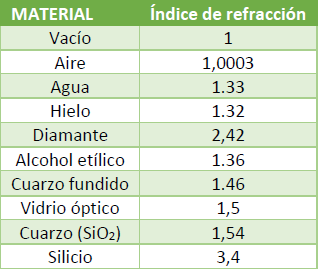 MATERIAL Índice de refracción
Vacío 1
Aire 1,0003
Agua 1.33
Hielo 1.32
Diamante 2,42
Alcohol etílico 1.36
Cuarzo fundido 1.46
Vidrio óptico 1,5
Cuarzo (SiO₂) 1,54
Silicio 3,4